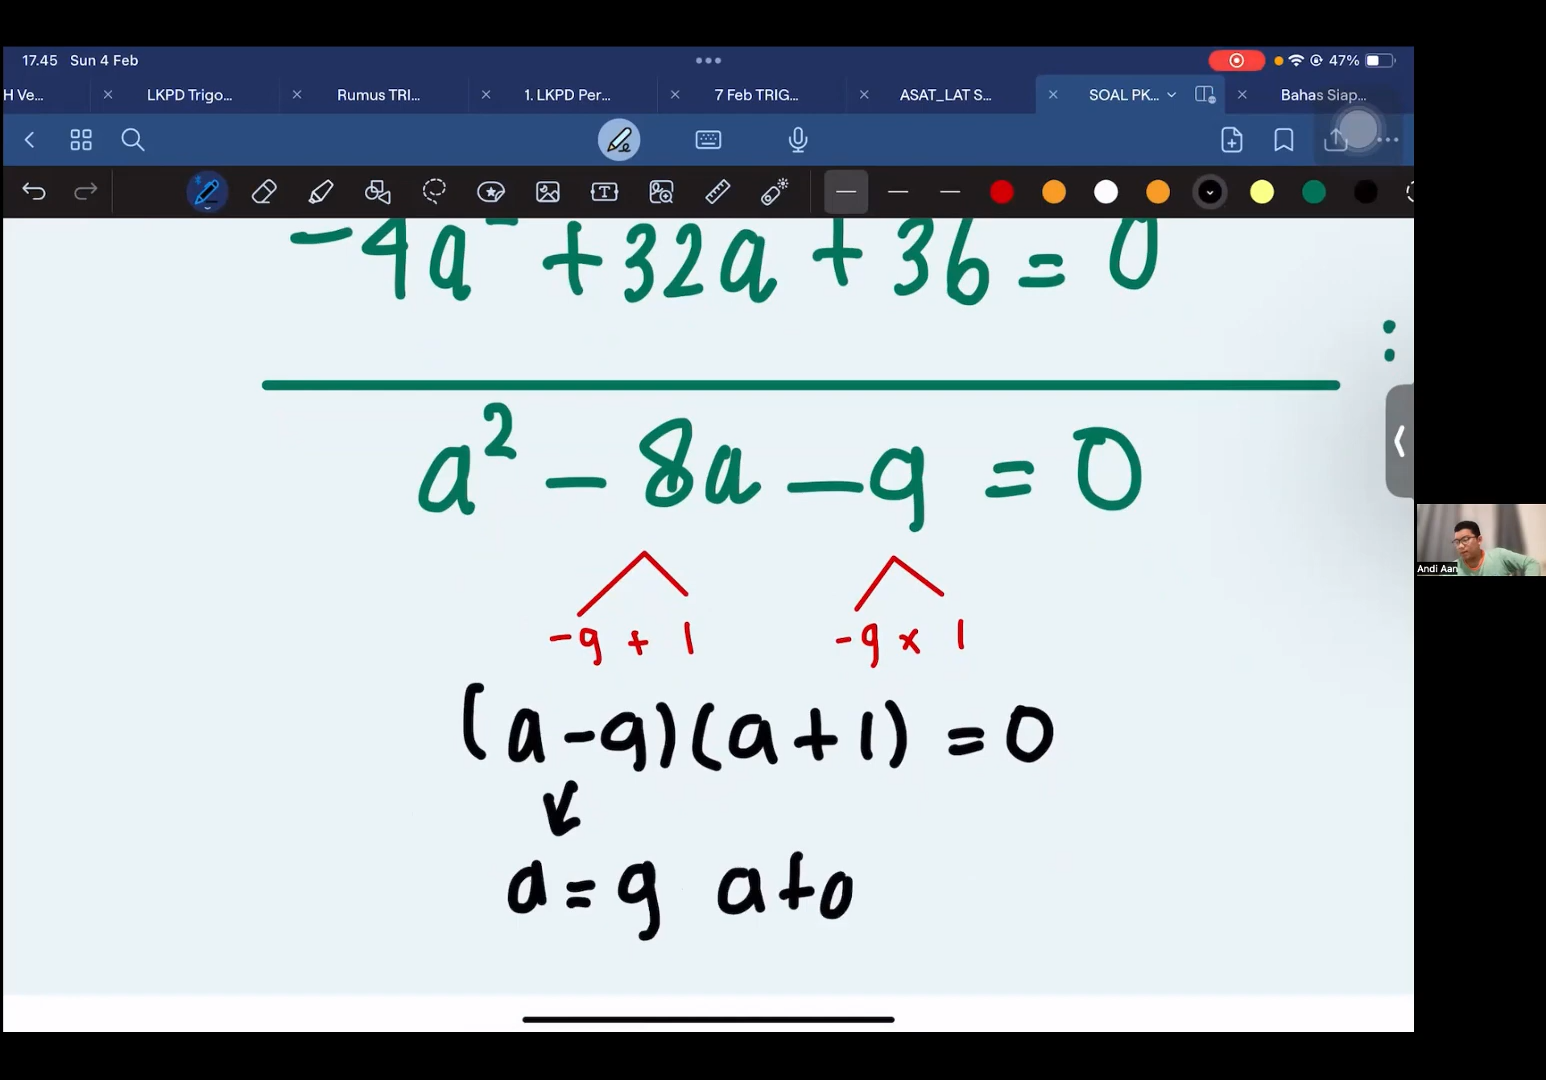 17.45 Sun 4 Feb 47%
H Ve... LKPD Trigo... Rumus TRI... 1. LKPD Per... 7 Feb TRIG... ASAT_LAT S... SOAL PK... Bahas Siap...
-4a² + 32a + 36 = 0
:
a² - 8a - 9 = 0
-9 + 1 -9 x 1
(a-9)(a+1) = 0
a = 9 ato
Andi Aan